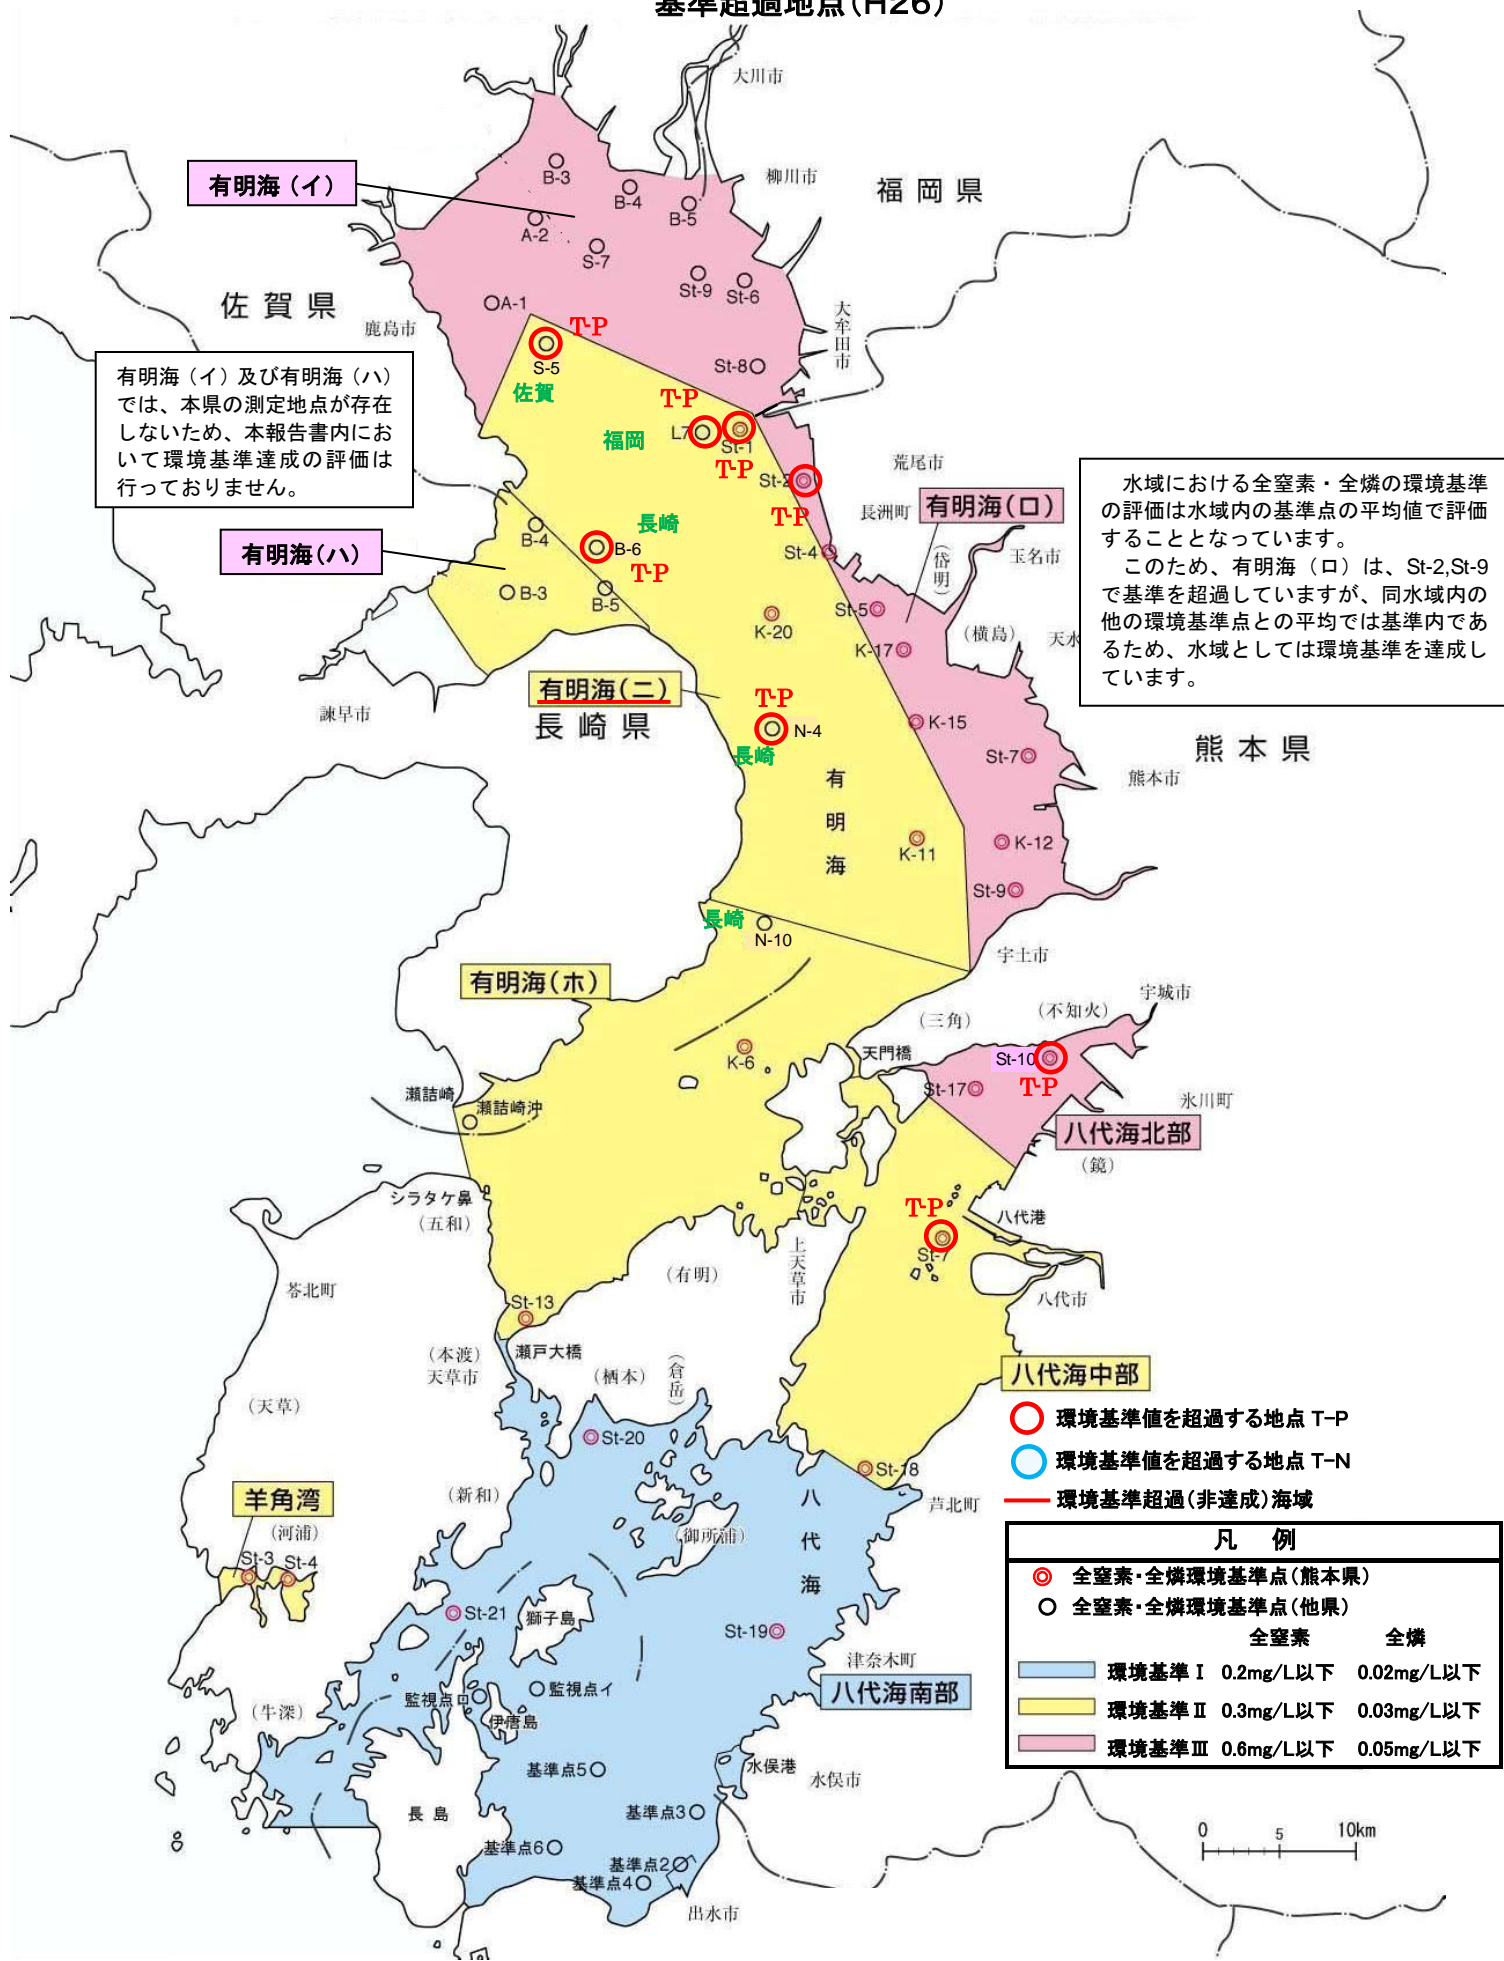 基準超過地点(H26)
大川市
柳川市
福岡県
有明海（イ）
B-3
B-4
B-5
A-2
S-7
St-9
St-6
A-1
佐賀県
鹿島市
大牟田市
T-P
S-5
佐賀
St-8
有明海（イ）及び有明海（ハ）
では、本県の測定地点が存在
しないため、本報告書内にお
いて環境基準達成の評価は
行っておりません。
T-P
L7
St-1
福岡
T-P
荒尾市
St-2
T-P
長洲町
有明海(ロ)
水域における全窒素・全燐の環境基準
の評価は水域内の基準点の平均値で評価
することとなっています。
このため、有明海（ロ）は、St-2,St-9
で基準を超過していますが、同水域内の
他の環境基準点との平均では基準内であ
るため、水域としては環境基準を達成し
ています。
長崎
B-4
B-6
T-P
有明海(ハ)
St-4
(岱明)
玉名市
B-3
B-5
St-5
K-20
(横島)
天水
K-17
有明海(二)
長崎県
諫早市
T-P
N-4
長崎
K-15
St-7
熊本県
熊本市
有明海
K-11
K-12
St-9
長崎
N-10
宇土市
有明海(ホ)
宇城市
(不知火)
(三角)
K-6
天門橋
St-10
T-P
St-17
氷川町
瀬詰崎
瀬詰崎沖
八代海北部
(鏡)
シラタケ鼻
(五和)
T-P
St-7
八代港
上天草市
(有明)
苓北町
八代市
St-13
瀬戸大橋
(本渡)
天草市
(栖本)
(倉岳)
八代海中部
(天草)
環境基準値を超過する地点 T-P
St-20
環境基準値を超過する地点 T-N
St-18
環境基準超過(非達成)海域
羊角湾
(新和)
八代海
芦北町
(河浦)
(御所浦)
St-3
St-4
凡 例
全窒素・全燐環境基準点(熊本県)
全窒素・全燐環境基準点(他県)
全窒素 全燐
環境基準Ⅰ 0.2mg/L以下 0.02mg/L以下
環境基準Ⅱ 0.3mg/L以下 0.03mg/L以下
環境基準Ⅲ 0.6mg/L以下 0.05mg/L以下
St-21
獅子島
St-19
津奈木町
八代海南部
監視点ロ
監視点イ
伊唐島
(牛深)
基準点5
水俣港
水俣市
長島
基準点3
基準点6
基準点2
基準点4
出水市
0 5 10km